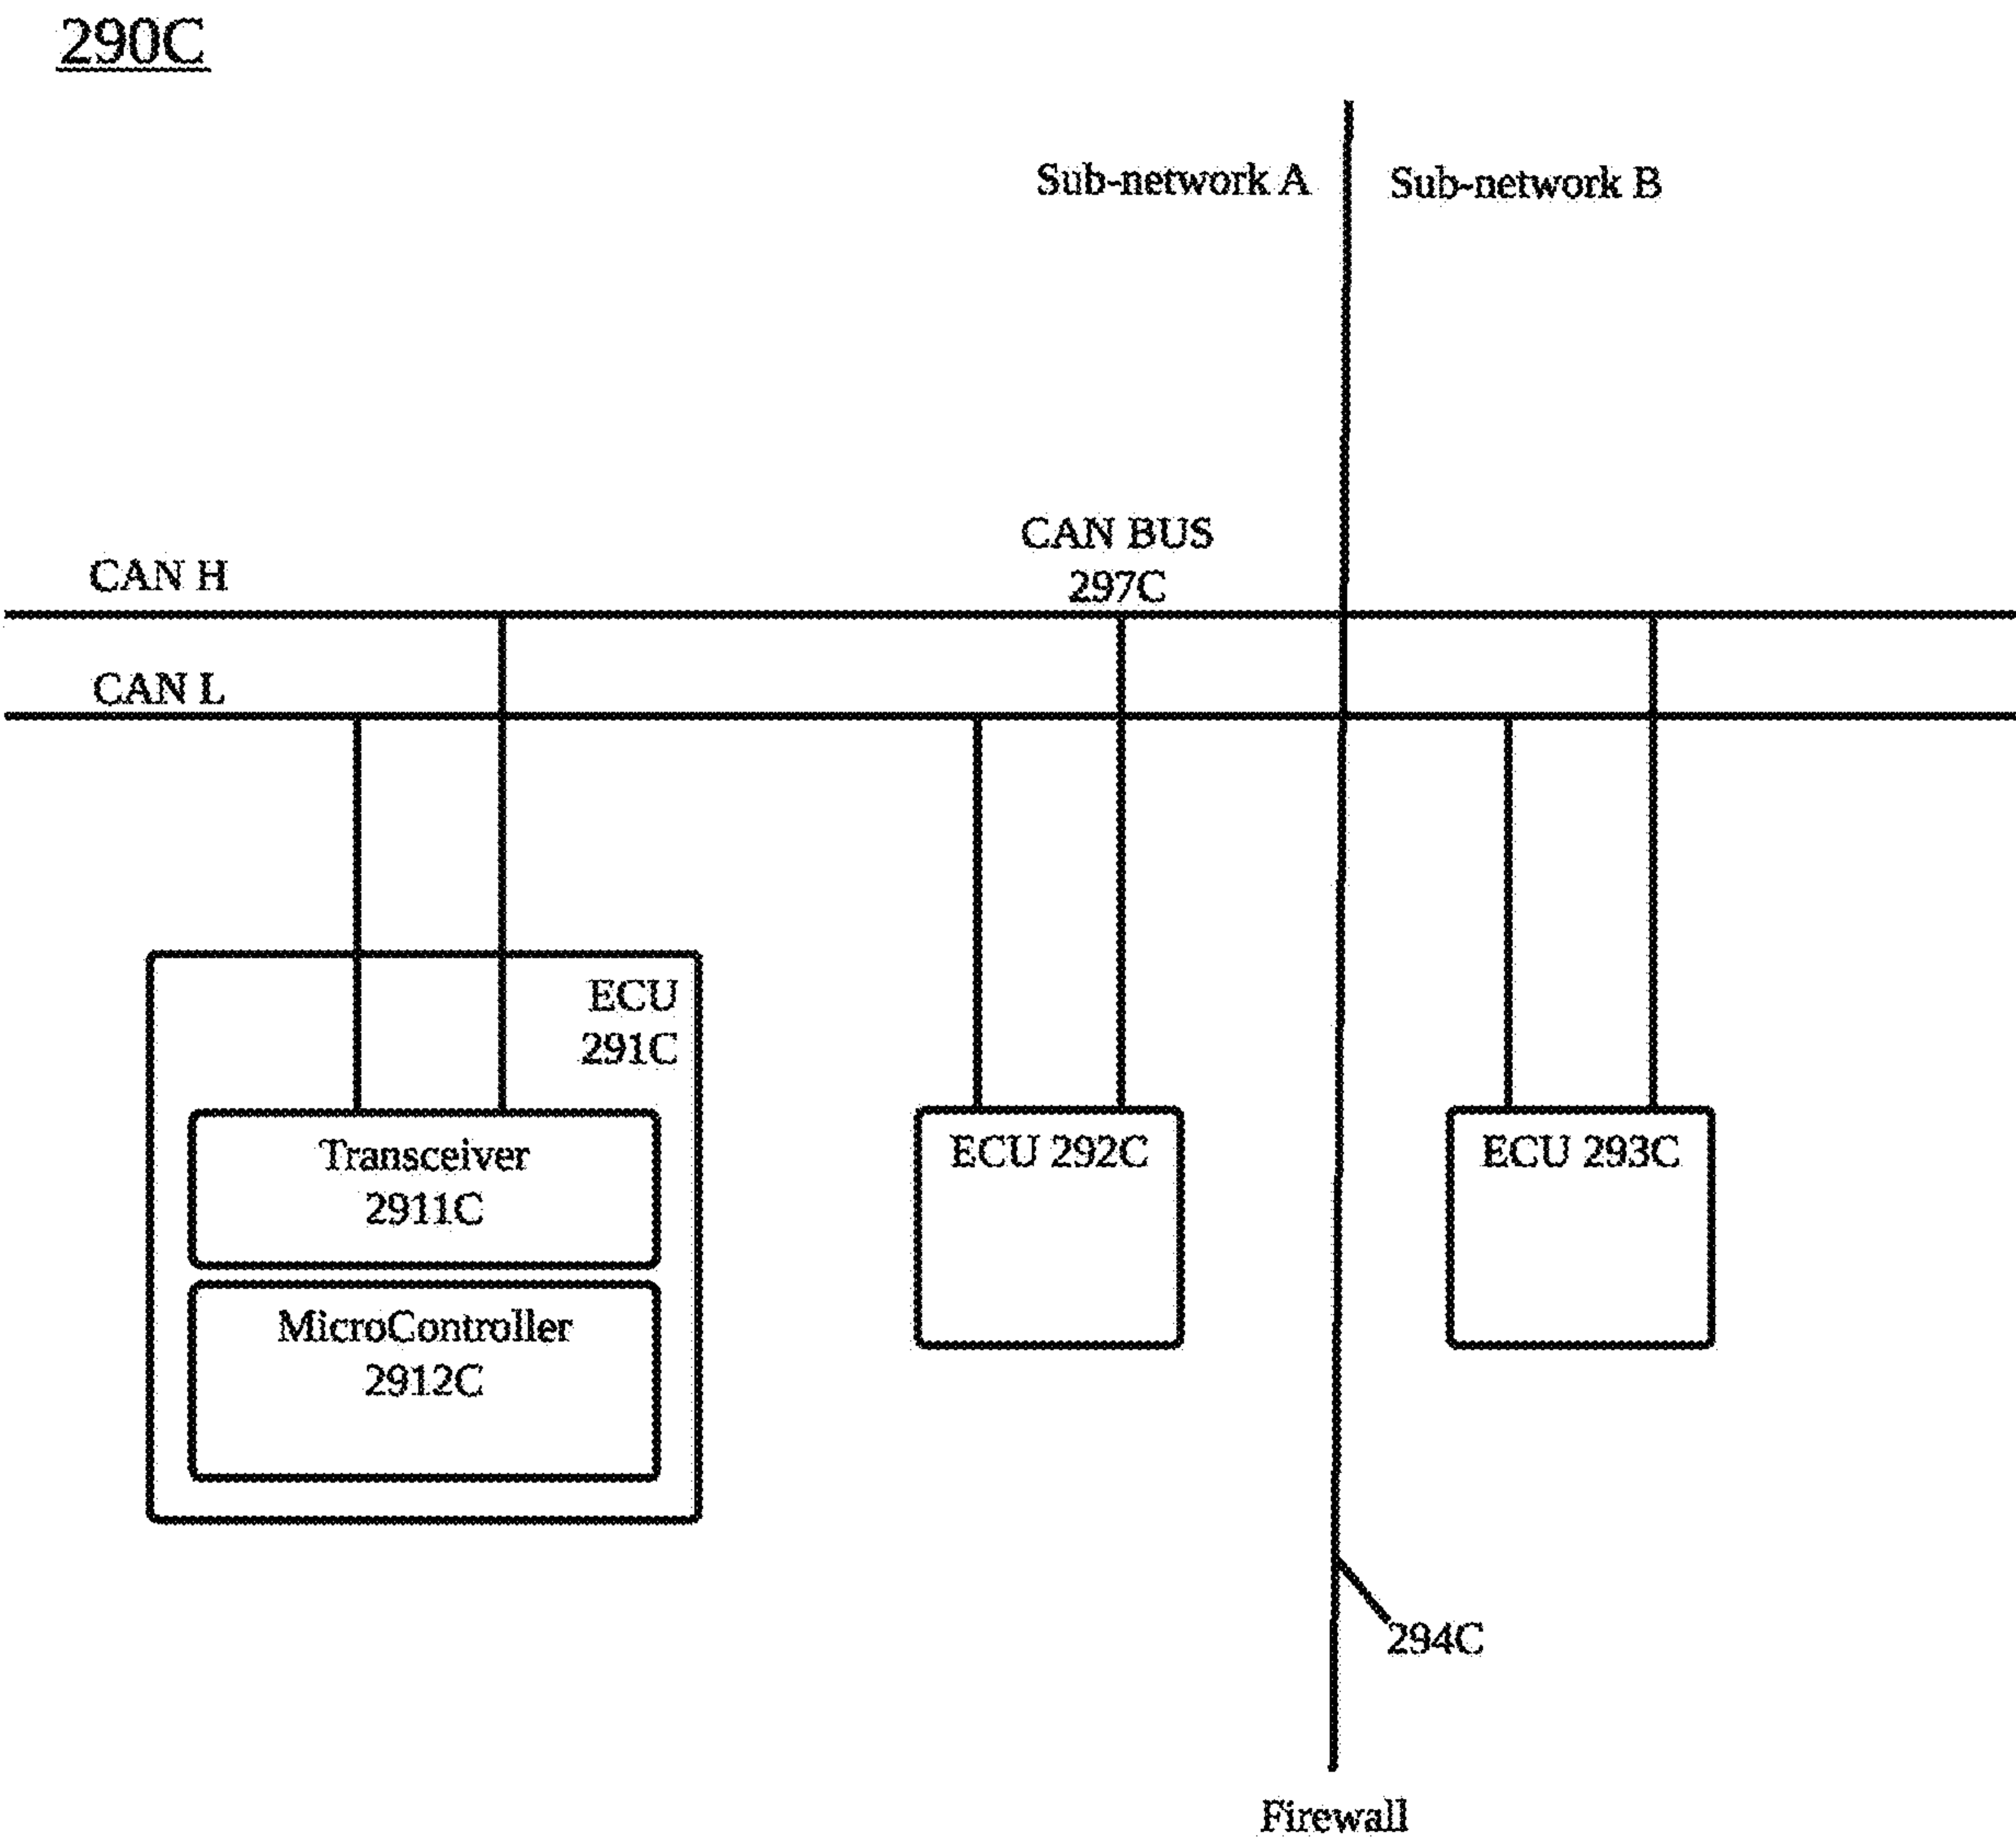 290C
Sub-network A
Sub-network B
CAN BUS
297C
CAN H
CAN L
ECU
291C
Transceiver
2911C
MicroController
2912C
ECU 292C
ECU 293C
294C
Firewall